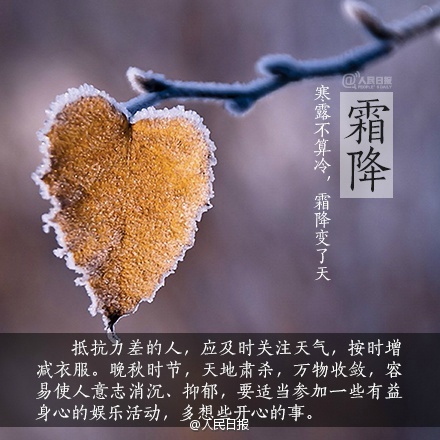 @人民日报
PEOPLE'S DAILY
霜降
寒露不算冷，霜降变了天
抵抗力差的人，应及时关注天气，按时增
减衣服。晚秋时节，天地肃杀，万物收敛，容
易使人意志消沉、抑郁，要适当参加一些有益
身心的娱乐活动，多想些开心的事。
@人民日报